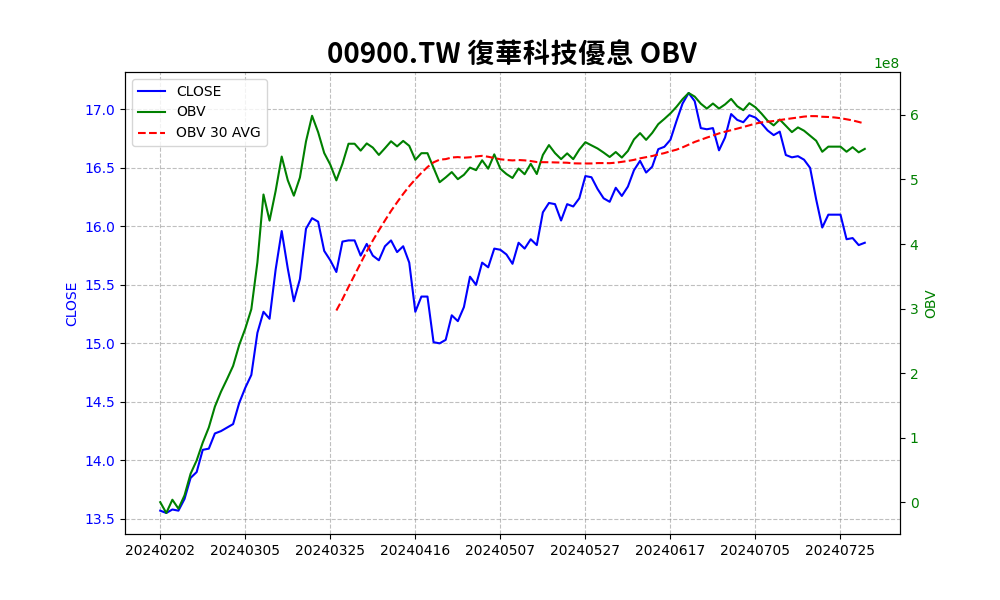 00900.TW 復華科技優息 OBV
1e8
CLOSE
OBV
OBV 30 AVG
17.0
16.5
16.0
15.5
15.0
14.5
14.0
13.5
CLOSE
6
5
4
3
2
1
0
OBV
20240202 20240305 20240325 20240416 20240507 20240527 20240617 20240705 20240725